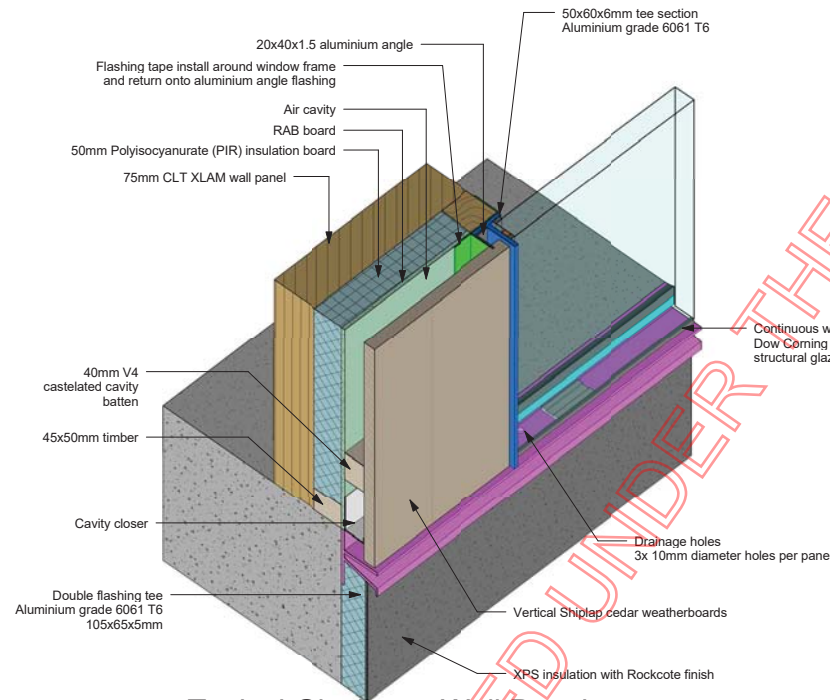 50x60x6mm tee section
Aluminium grade 6061 T6
20x40x1.5 aluminium angle
Flashing tape install around window frame
and return onto aluminium angle flashing
Air cavity
RAB board
50mm Polyisocyanurate (PIR) insulation board
75mm CLT XLAM wall panel
Continuous w
Dow Corning
structural glaz
40mm V4
castelated cavity
batten
45x50mm timber
Cavity closer
Drainage holes
3x 10mm diameter holes per pane
Double flashing tee
Aluminium grade 6061 T6
105x65x5mm
Vertical Shiplap cedar weatherboards
XPS insulation with Rockcote finish
ED UNDER THE